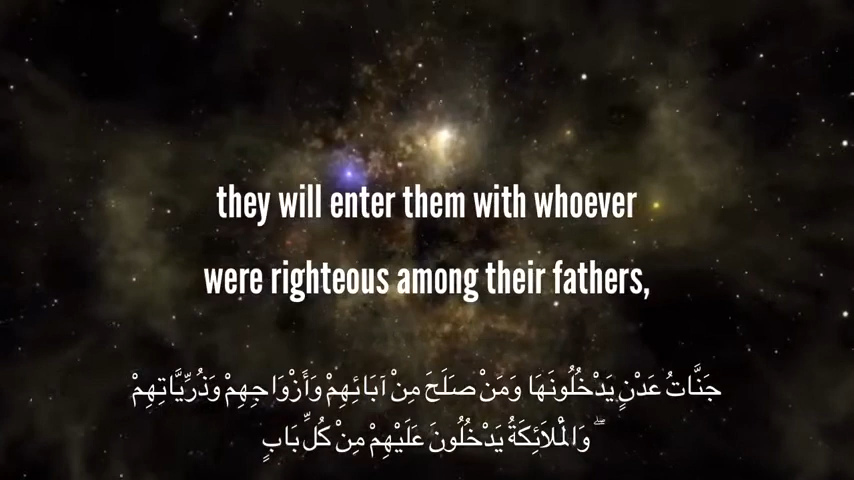 they will enter them with whoever
were righteous among their fathers,
جَنَّاتُ عَدْنٍ يَدْخُلُونَهَا وَمَنْ صَلَحَ مِنْ آبَائِهِمْ وَأَزْوَاجِهِمْ وَذُرِّيَّاتِهِمْ
ۖ وَالْمَلَائِكَةُ يَدْخُلُونَ عَلَيْهِمْ مِنْ كُلِّ بَابٍ